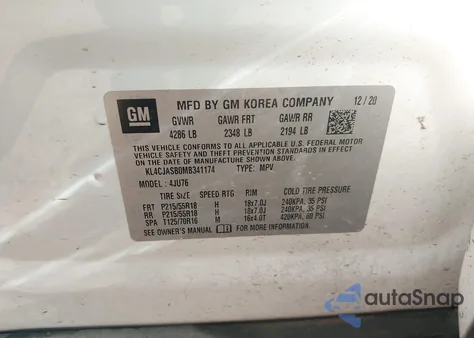 GM
MFD BY GM KOREA COMPANY 12/20
GVWR GAWR FRT GAWR RR
4286 LB 2348 LB 2194 LB
THIS VEHICLE CONFORMS TO ALL APPLICABLE U.S. FEDERAL MOTOR
VEHICLE SAFETY, BUMPER, AND THEFT PREVENTION STANDARDS IN EFFECT
ON THE DATE OF MANUFACTURE SHOWN ABOVE.
KL4CJASB0MB341174 TYPE: MPV
MODEL: 4JU76
TIRE SIZE SPEED RTG RIM COLD TIRE PRESSURE
FRT P215/55R18 H 18x7.0J 240KPA, 35 PSI
RR P215/55R18 H 18x7.0J 240KPA, 35 PSI
SPA T125/70R16 M 16x4.0T 420KPA, 60 PSI
SEE OWNER'S MANUAL FOR MORE INFORMATION
autoSnap